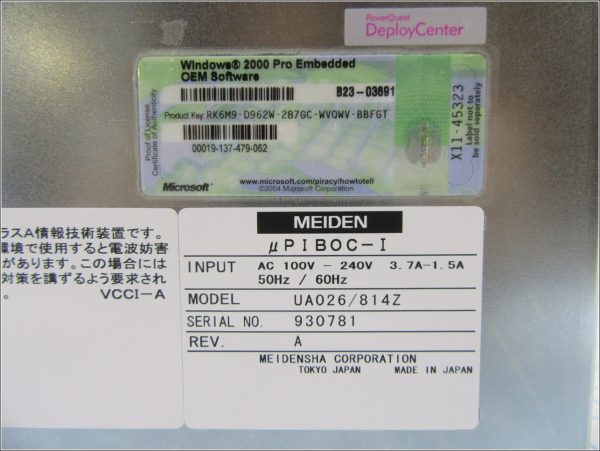 PowerQuest
DeployCenter
Windows® 2000 Pro Embedded
OEM Software
B23-03691
Product Key: RK6M9-D962W-2B7GC-WVQWV-BBFGT
00019-137-479-062
Proof of License
Certificate of Authenticity
www.microsoft.com/piracy/howtotell
Microsoft® ©2004 Microsoft Corporation
X11-45323
Label not to
be sold separately
ラスA情報技術装置です。
環境で使用すると電波妨害
があります。この場合には
対策を講ずるよう要求され
。 VCCI-A
MEIDEN
μPIBOC-I
INPUT AC 100V - 240V 3.7A-1.5A
50Hz / 60Hz
MODEL UA026/814Z
SERIAL NO. 930781
REV. A
MEIDENSHA CORPORATION
TOKYO JAPAN MADE IN JAPAN